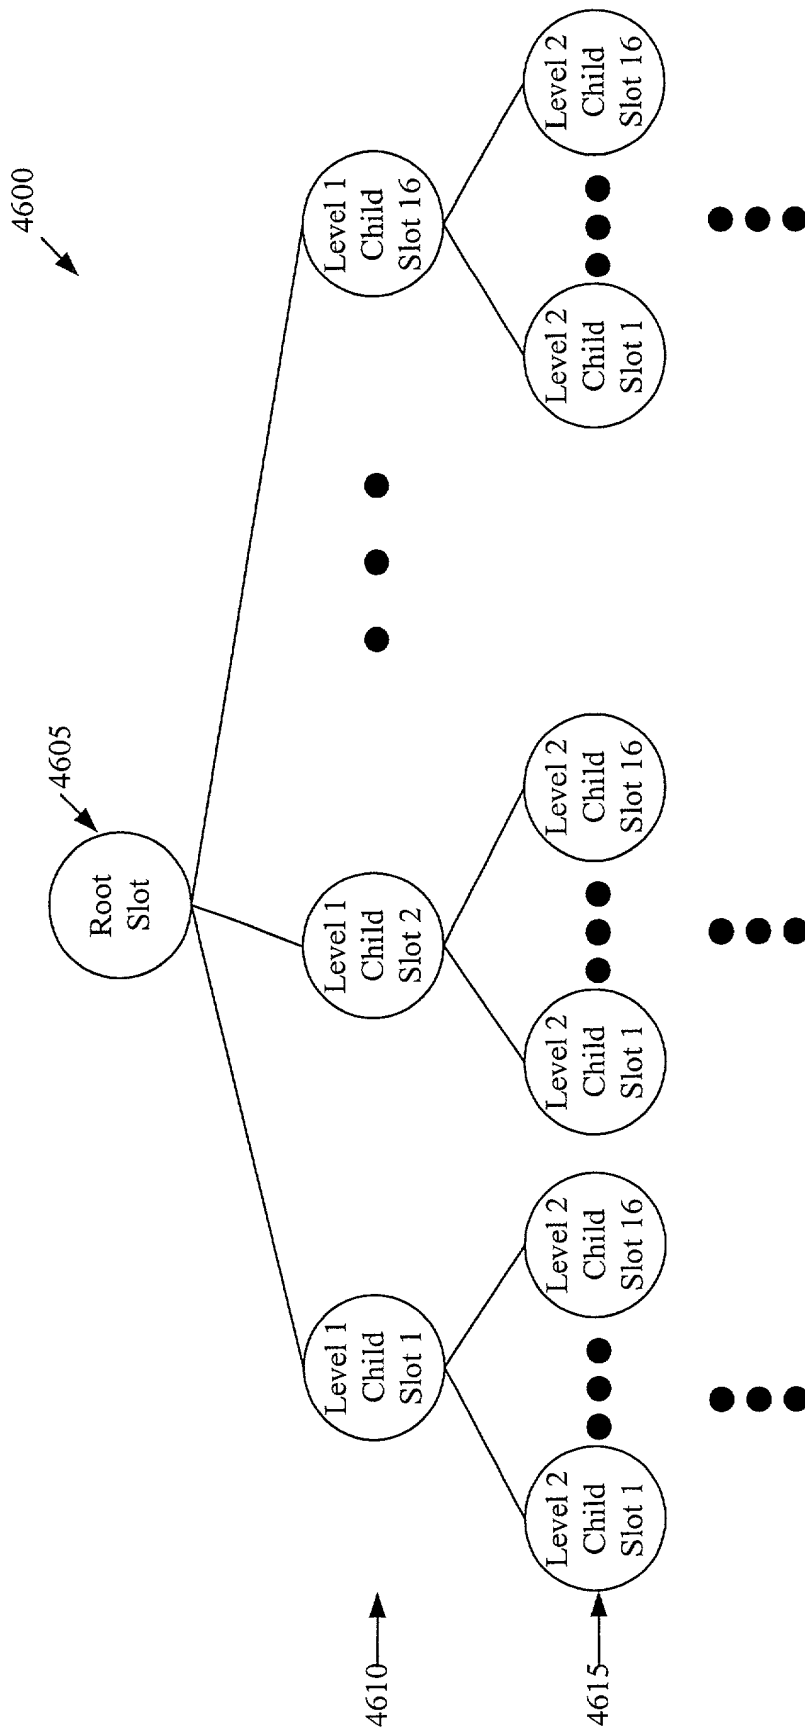 4600
4605
Root
Slot
4610
Level 1
Child
Slot 1
Level 1
Child
Slot 2
Level 1
Child
Slot 16
4615
Level 2
Child
Slot 1
Level 2
Child
Slot 16
Level 2
Child
Slot 1
Level 2
Child
Slot 16
Level 2
Child
Slot 1
Level 2
Child
Slot 16